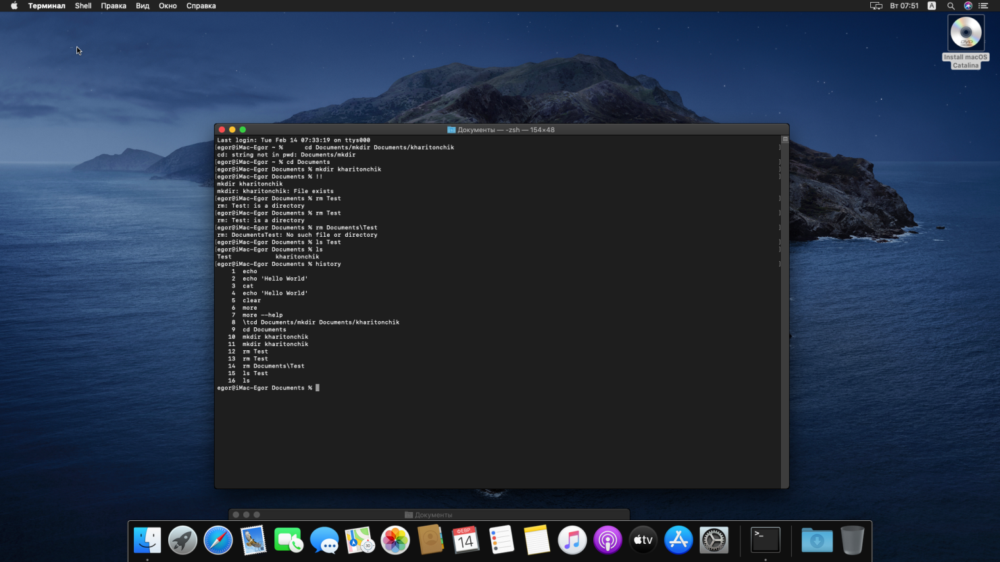 Терминал Shell Правка Вид Окно Справка
Вт 07:51 A
Install macOS
Catalina
Документы — -zsh — 154×48
Last login: Tue Feb 14 07:33:19 on ttys000
[egor@iMac-Egor ~ %      cd Documents/mkdir Documents/kharitonchik ]
cd: string not in pwd: Documents/mkdir
[egor@iMac-Egor ~ % cd Documents ]
[egor@iMac-Egor Documents % mkdir kharitonchik ]
[egor@iMac-Egor Documents % !! ]
mkdir kharitonchik
mkdir: kharitonchik: File exists
[egor@iMac-Egor Documents % rm Test ]
rm: Test: is a directory
[egor@iMac-Egor Documents % rm Test ]
rm: Test: is a directory
[egor@iMac-Egor Documents % rm Documents\Test ]
rm: DocumentsTest: No such file or directory
[egor@iMac-Egor Documents % ls Test ]
[egor@iMac-Egor Documents % ls ]
Test            kharitonchik
[egor@iMac-Egor Documents % history ]
1  echo
2  echo 'Hello World'
3  cat
4  echo 'Hello World'
5  clear
6  more
7  more --help
8  \tcd Documents/mkdir Documents/kharitonchik
9  cd Documents
10  mkdir kharitonchik
11  mkdir kharitonchik
12  rm Test
13  rm Test
14  rm Documents\Test
15  ls Test
16  ls
egor@iMac-Egor Documents %
Документы
ФЕВР.
14
tv
>_